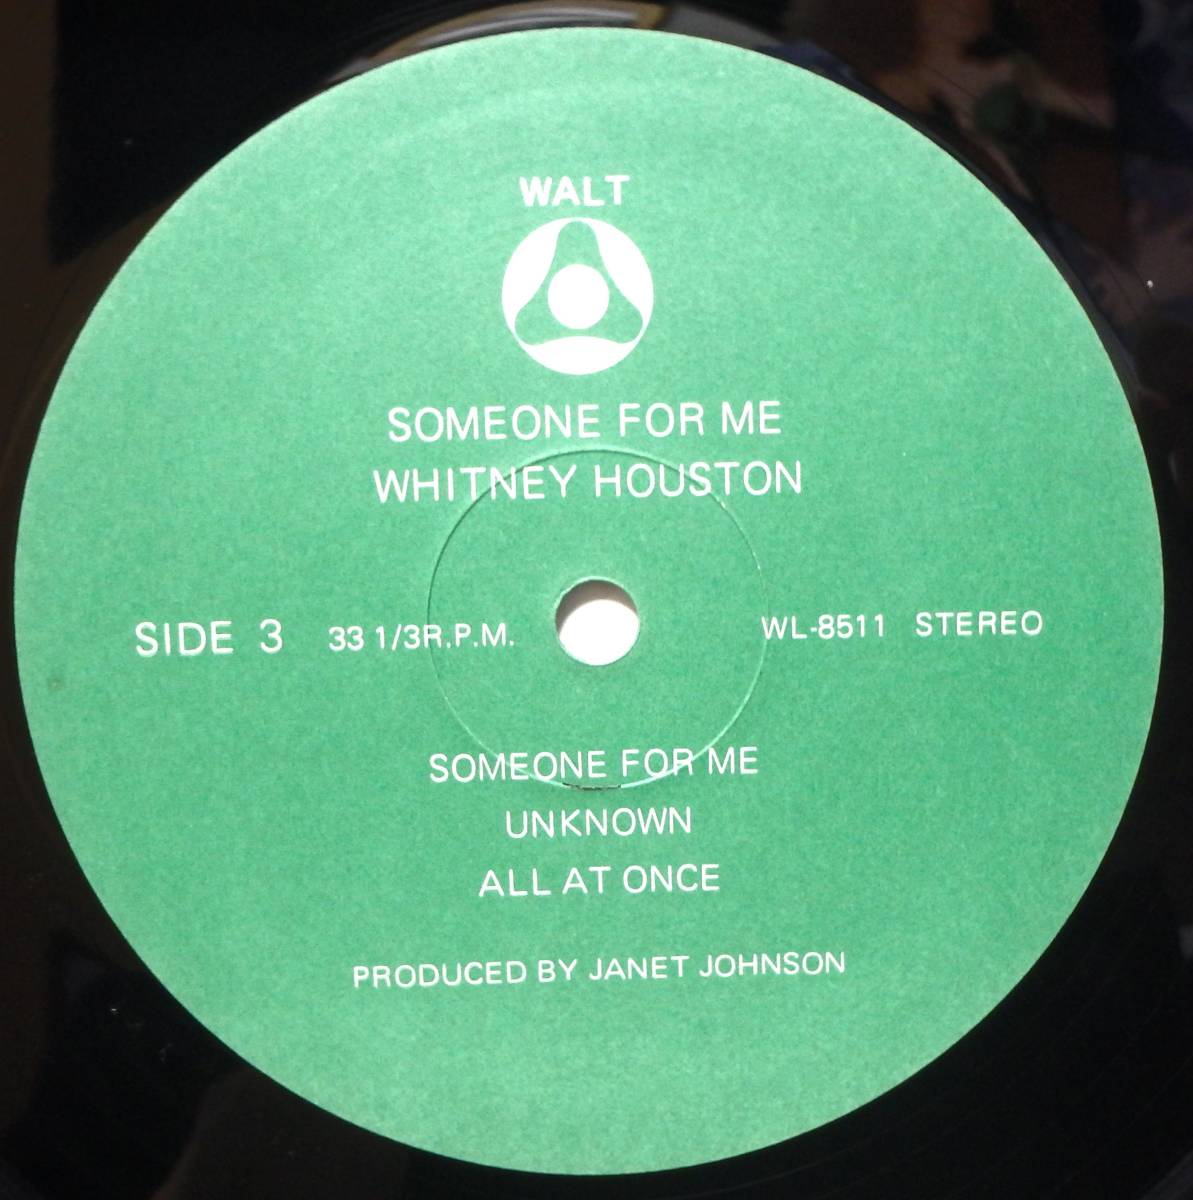 WALT
SOMEONE FOR ME
WHITNEY HOUSTON
SIDE 3 33 1/3R.P.M. WL-8511 STEREO
SOMEONE FOR ME
UNKNOWN
ALL AT ONCE
PRODUCED BY JANET JOHNSON